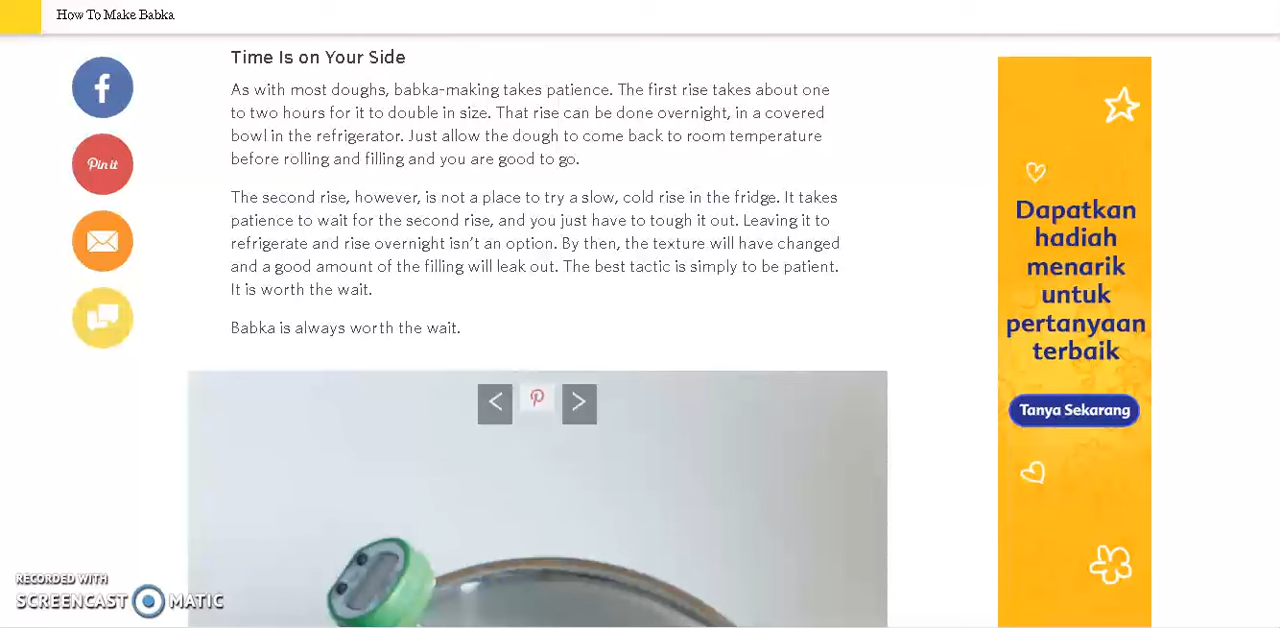 How To Make Babka
Time Is on Your Side
As with most doughs, babka-making takes patience. The first rise takes about one
to two hours for it to double in size. That rise can be done overnight, in a covered
bowl in the refrigerator. Just allow the dough to come back to room temperature
before rolling and filling and you are good to go.
The second rise, however, is not a place to try a slow, cold rise in the fridge. It takes
patience to wait for the second rise, and you just have to tough it out. Leaving it to
refrigerate and rise overnight isn't an option. By then, the texture will have changed
and a good amount of the filling will leak out. The best tactic is simply to be patient.
It is worth the wait.
Babka is always worth the wait.
f
Pin it
Dapatkan
hadiah
menarik
untuk
pertanyaan
terbaik
Tanya Sekarang
RECORDED WITH
SCREENCAST MATIC